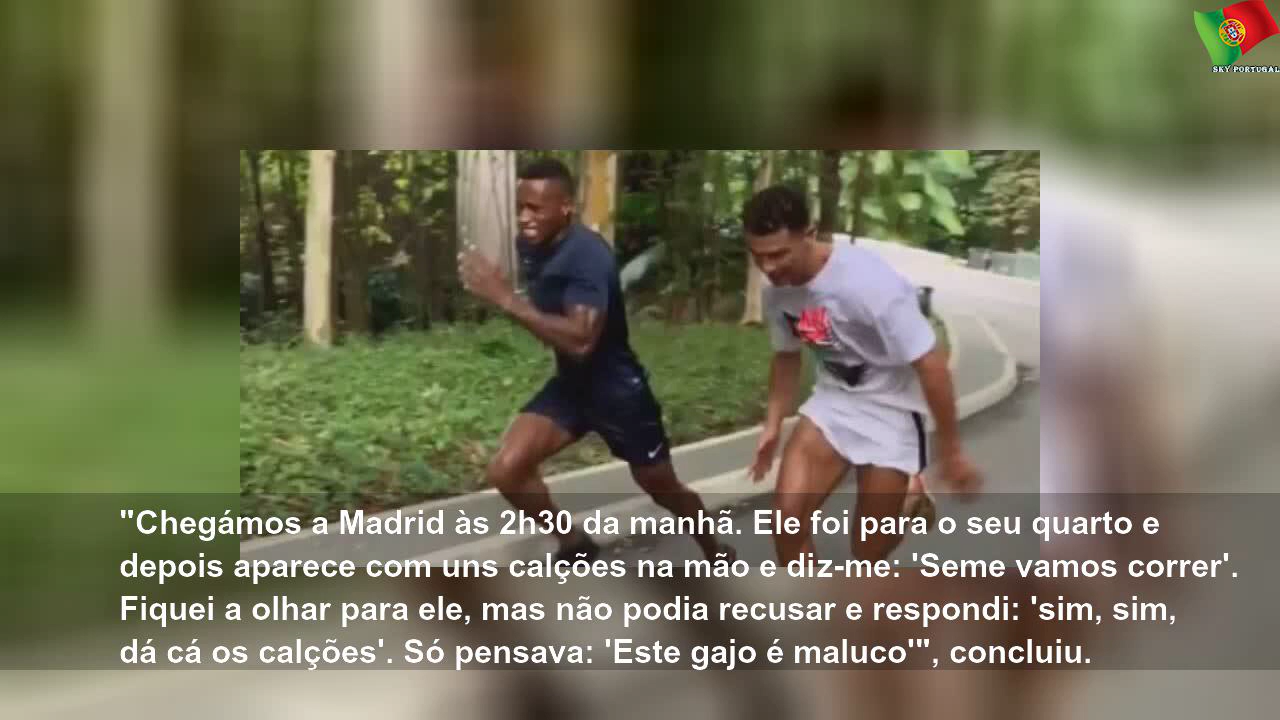 SKY PORTUGAL
"Chegámos a Madrid às 2h30 da manhã. Ele foi para o seu quarto e
depois aparece com uns calções na mão e diz-me: 'Seme vamos correr'.
Fiquei a olhar para ele, mas não podia recusar e respondi: 'sim, sim,
dá cá os calções'. Só pensava: 'Este gajo é maluco'", concluiu.